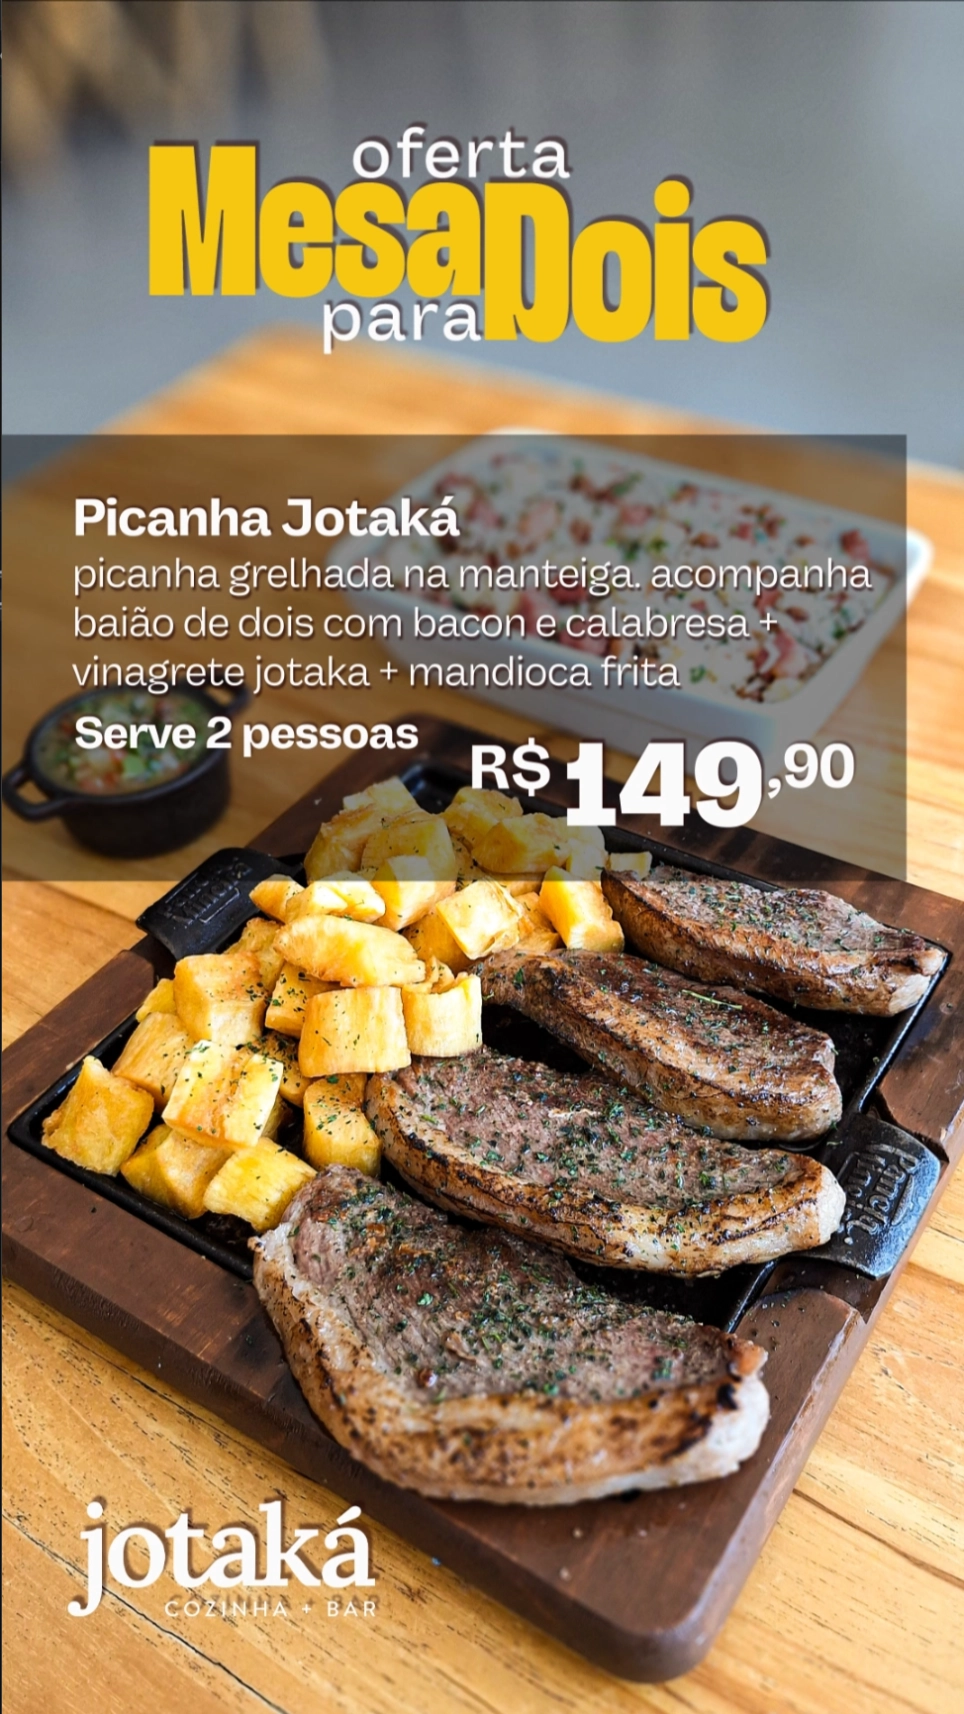 oferta
Mesa
para
Dois
Picanha Jotaká
picanha grelhada na manteiga. acompanha
baião de dois com bacon e calabresa +
vinagrete jotaka + mandioca frita
Serve 2 pessoas
R$ 149,90
jotaká
COZINHA + BAR